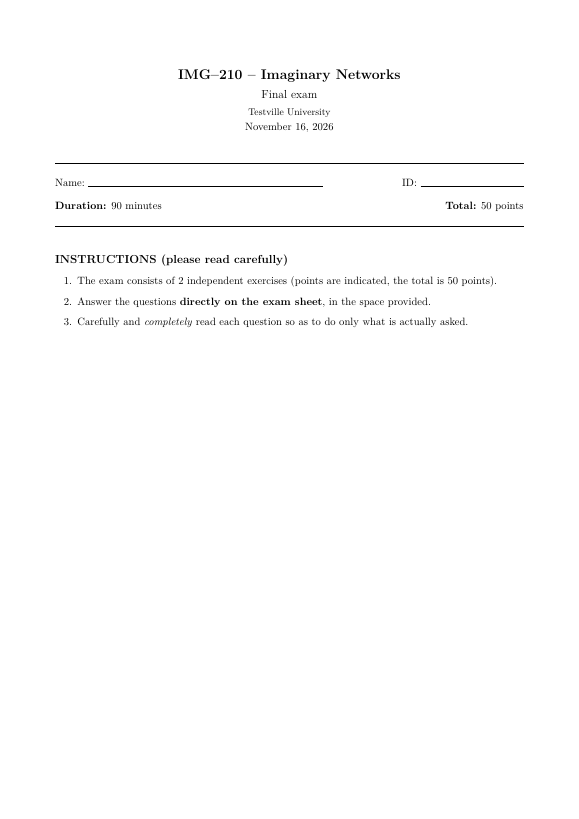 IMG–210 – Imaginary Networks
Final exam
Testville University
November 16, 2026
Name:
ID:
Duration: 90 minutes
Total: 50 points
INSTRUCTIONS (please read carefully)
1. The exam consists of 2 independent exercises (points are indicated, the total is 50 points).
2. Answer the questions directly on the exam sheet, in the space provided.
3. Carefully and completely read each question so as to do only what is actually asked.